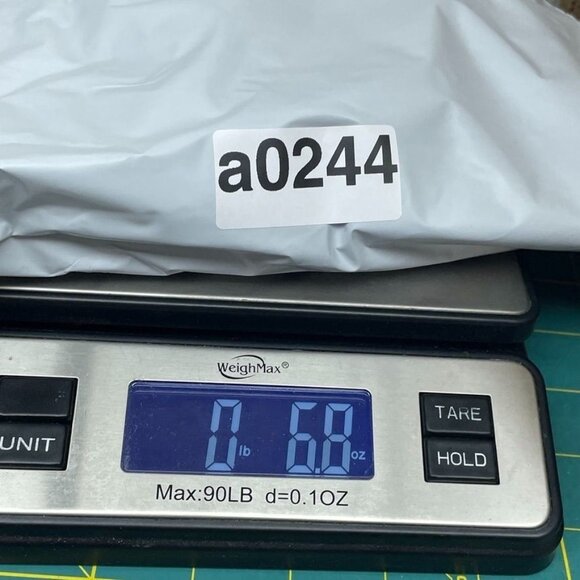 a0244
WeighMax®
0 lb 6.8 oz
TARE
UNIT
HOLD
Max:90LB d=0.1OZ